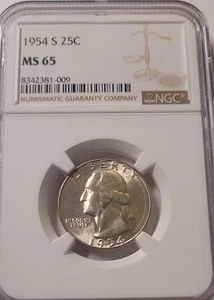 1954 S 25C
MS 65
8342381-009
NUMISMATIC GUARANTY COMPANY
NGC
LIBERTY
IN GOD WE
TRUST
1954